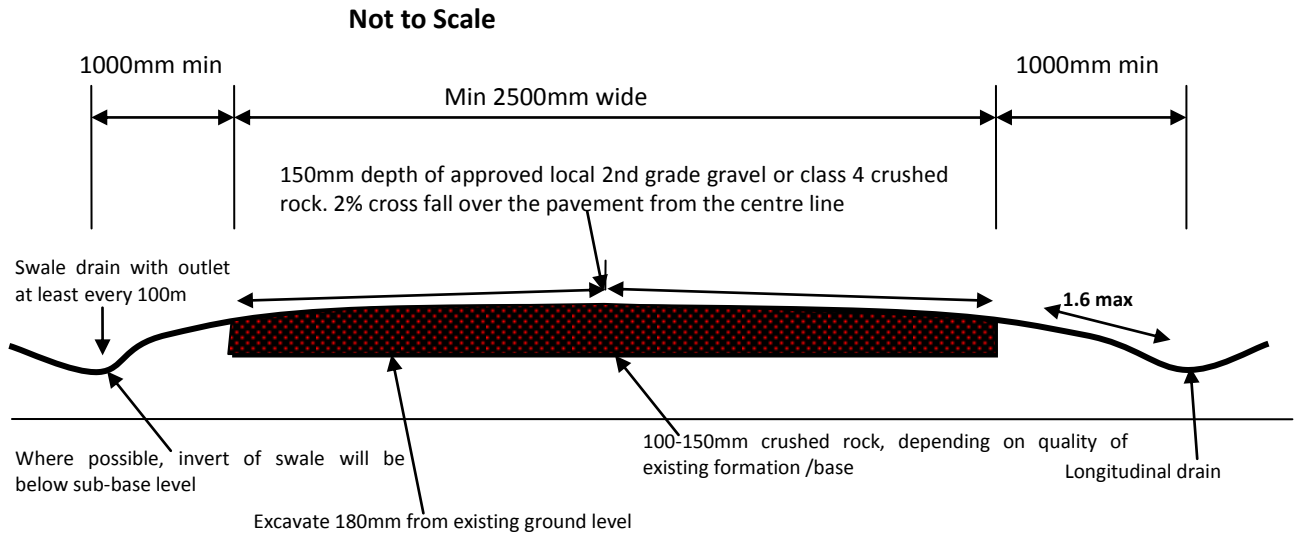 Not to Scale
1000mm min
1000mm min
Min 2500mm wide
150mm depth of approved local 2nd grade gravel or class 4 crushed
rock. 2% cross fall over the pavement from the centre line
Swale drain with outlet
at least every 100m
1.6 max
Where possible, invert of swale will be
below sub-base level
100-150mm crushed rock, depending on quality of
existing formation /base
Longitudinal drain
Excavate 180mm from existing ground level